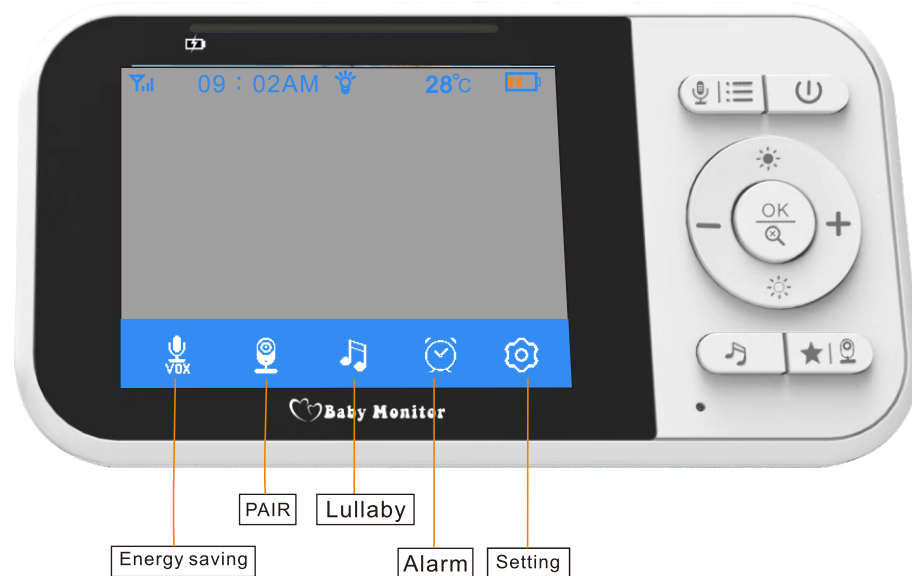 09 : 02AM
28°C
OK
VOX
Baby Monitor
PAIR
Lullaby
Energy saving
Alarm
Setting